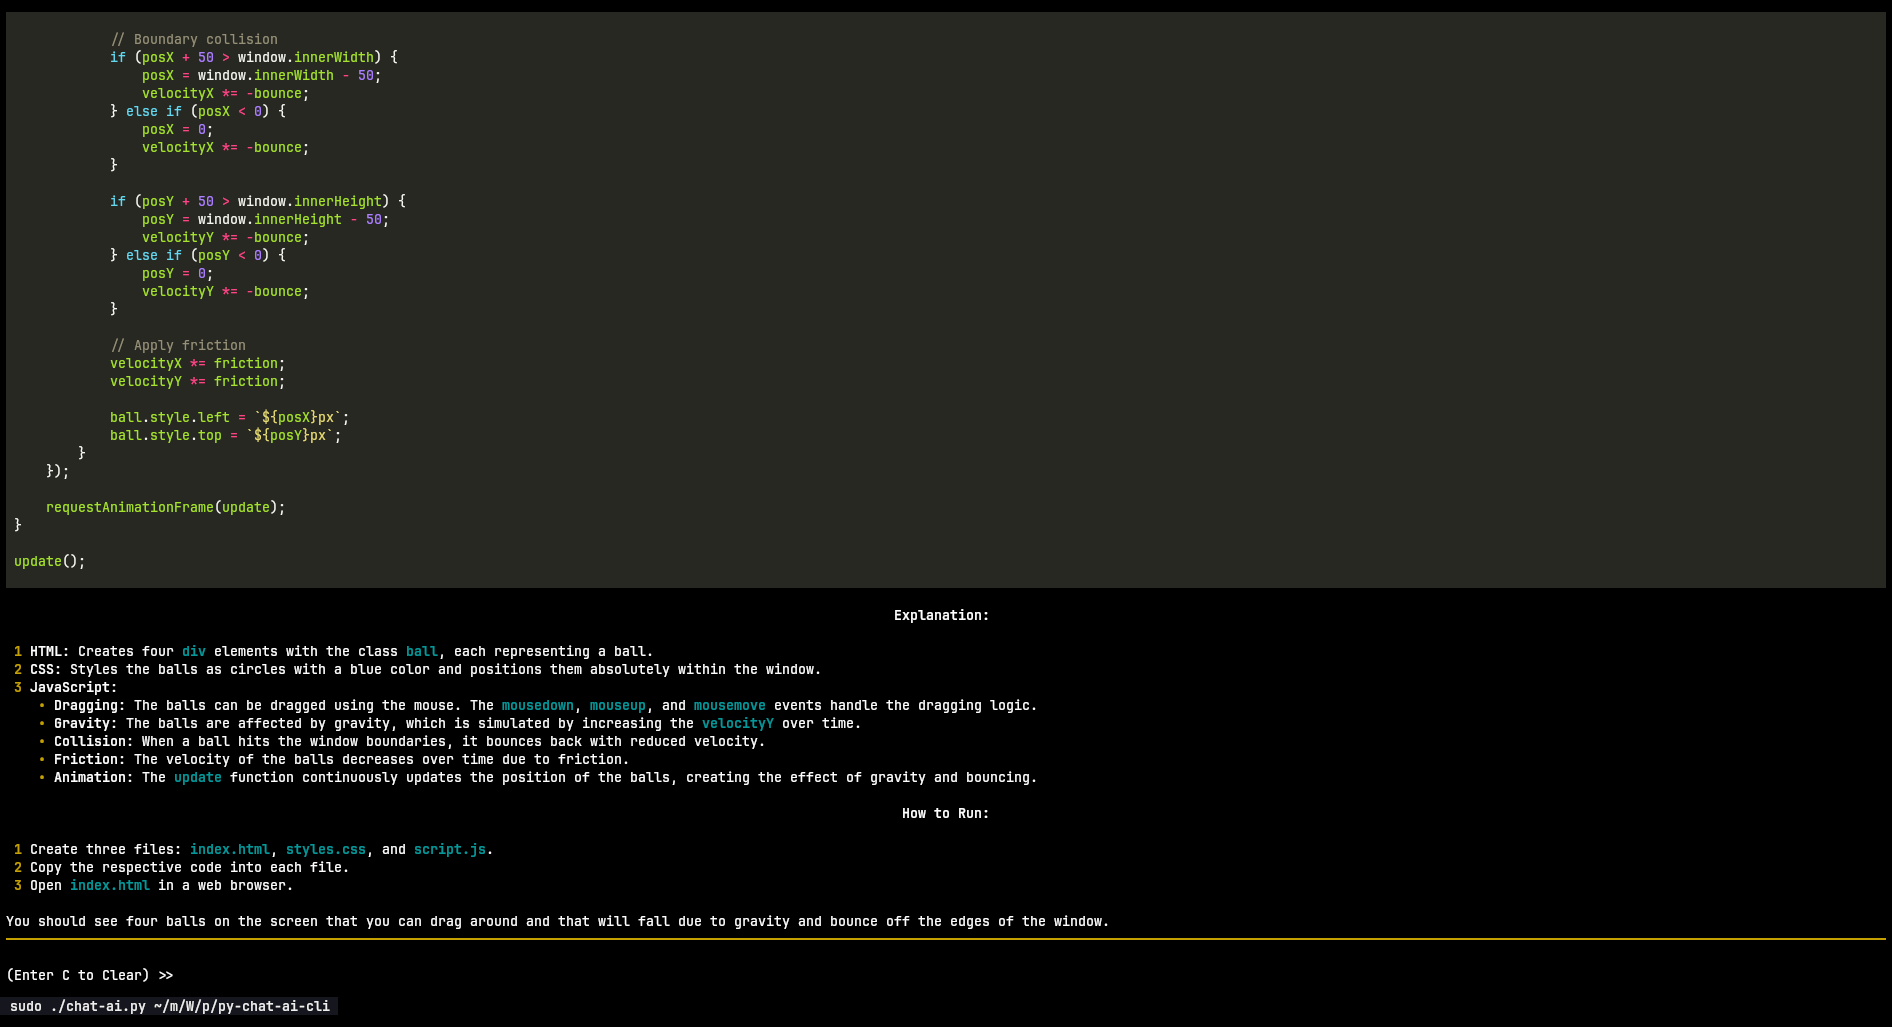 // Boundary collision
if (posX + 50 > window.innerWidth) {
posX = window.innerWidth - 50;
velocityX *= -bounce;
} else if (posX < 0) {
posX = 0;
velocityX *= -bounce;
}
if (posY + 50 > window.innerHeight) {
posY = window.innerHeight - 50;
velocityY *= -bounce;
} else if (posY < 0) {
posY = 0;
velocityY *= -bounce;
}
// Apply friction
velocityX *= friction;
velocityY *= friction;
ball.style.left = `${posX}px`;
ball.style.top = `${posY}px`;
}
});
requestAnimationFrame(update);
}
update();
Explanation:
1 HTML: Creates four div elements with the class ball, each representing a ball.
2 CSS: Styles the balls as circles with a blue color and positions them absolutely within the window.
3 JavaScript:
• Dragging: The balls can be dragged using the mouse. The mousedown, mouseup, and mousemove events handle the dragging logic.
• Gravity: The balls are affected by gravity, which is simulated by increasing the velocityY over time.
• Collision: When a ball hits the window boundaries, it bounces back with reduced velocity.
• Friction: The velocity of the balls decreases over time due to friction.
• Animation: The update function continuously updates the position of the balls, creating the effect of gravity and bouncing.
How to Run:
1 Create three files: index.html, styles.css, and script.js.
2 Copy the respective code into each file.
3 Open index.html in a web browser.
You should see four balls on the screen that you can drag around and that will fall due to gravity and bounce off the edges of the window.
(Enter C to Clear) >>
sudo ./chat-ai.py ~/m/W/p/py-chat-ai-cli